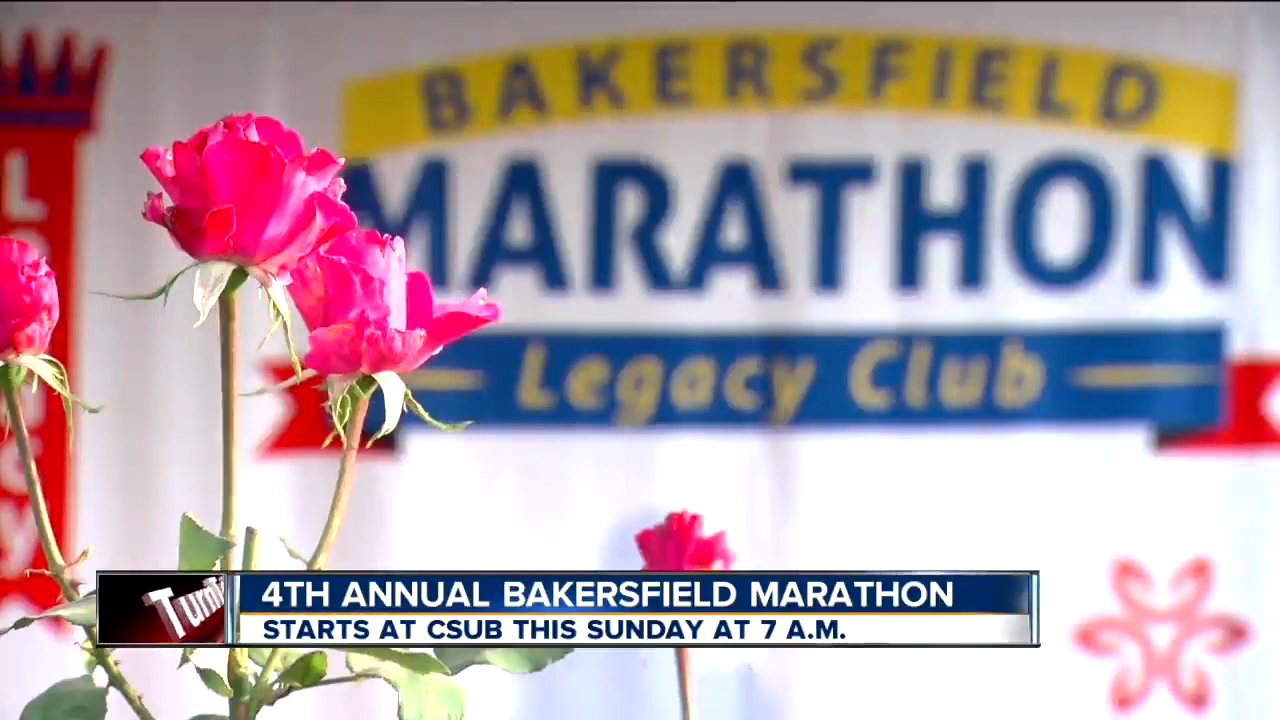 BAKERSFIELD
MARATHON
Legacy Club
4TH ANNUAL BAKERSFIELD MARATHON
STARTS AT CSUB THIS SUNDAY AT 7 A.M.